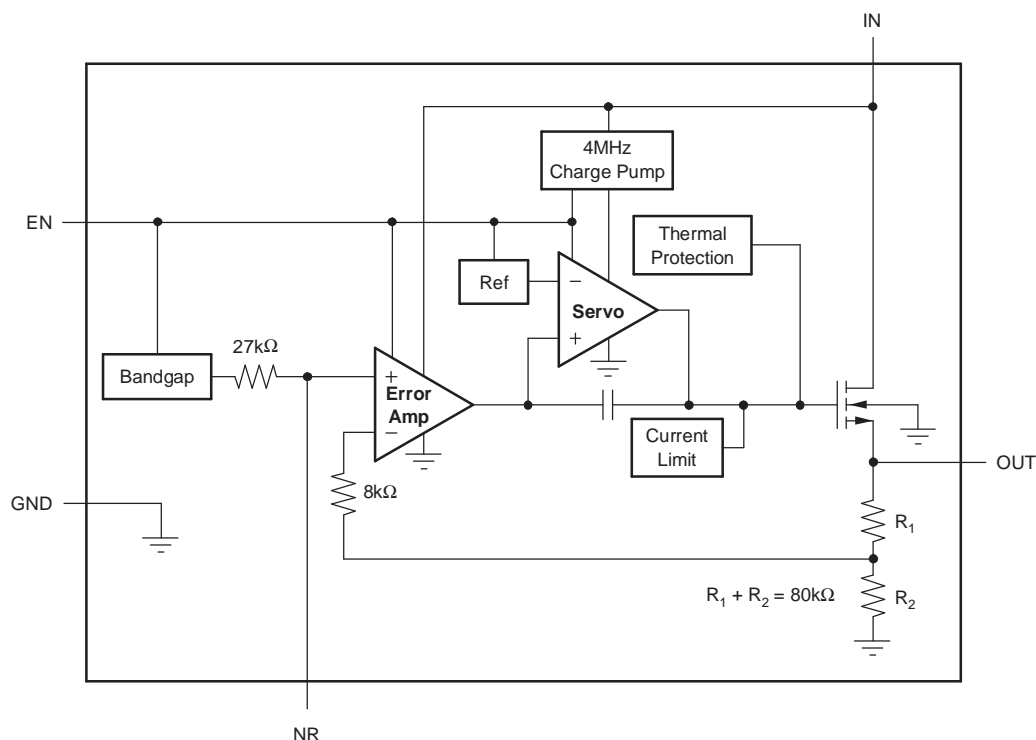 IN
4MHz
Charge Pump
EN
Thermal
Protection
Ref
−
Servo
+
27kΩ
Bandgap
+
Error
Amp
−
Current
Limit
OUT
8kΩ
GND
R1
R1 + R2 = 80kΩ
R2
NR